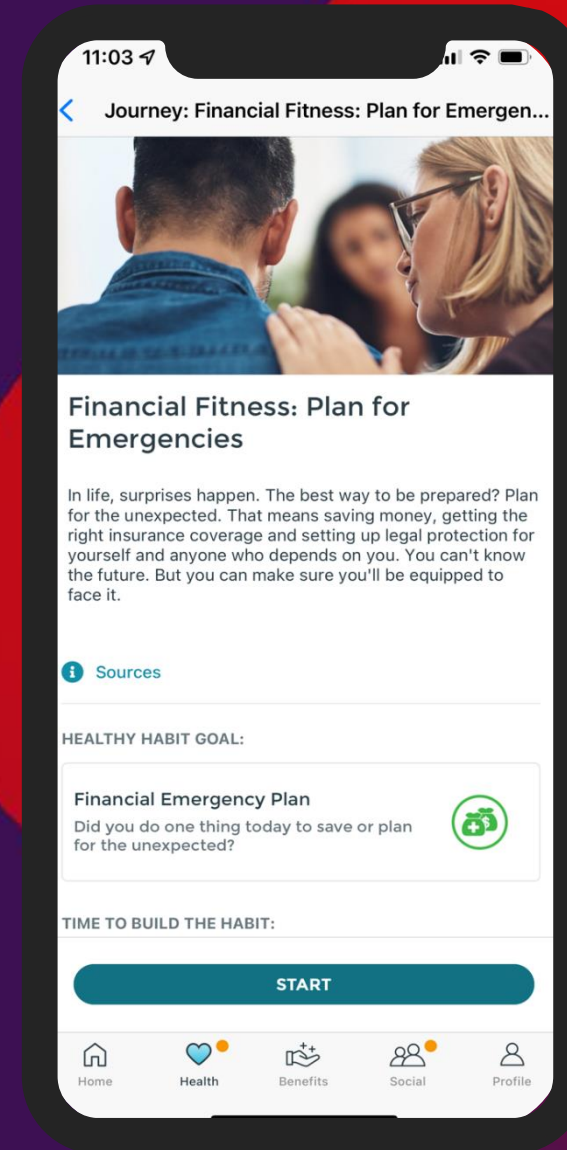 11:03
Journey: Financial Fitness: Plan for Emergen...
Financial Fitness: Plan for
Emergencies
In life, surprises happen. The best way to be prepared? Plan
for the unexpected. That means saving money, getting the
right insurance coverage and setting up legal protection for
yourself and anyone who depends on you. You can't know
the future. But you can make sure you'll be equipped to
face it.
Sources
HEALTHY HABIT GOAL:
Financial Emergency Plan
Did you do one thing today to save or plan
for the unexpected?
TIME TO BUILD THE HABIT:
START
Home Health Benefits Social Profile